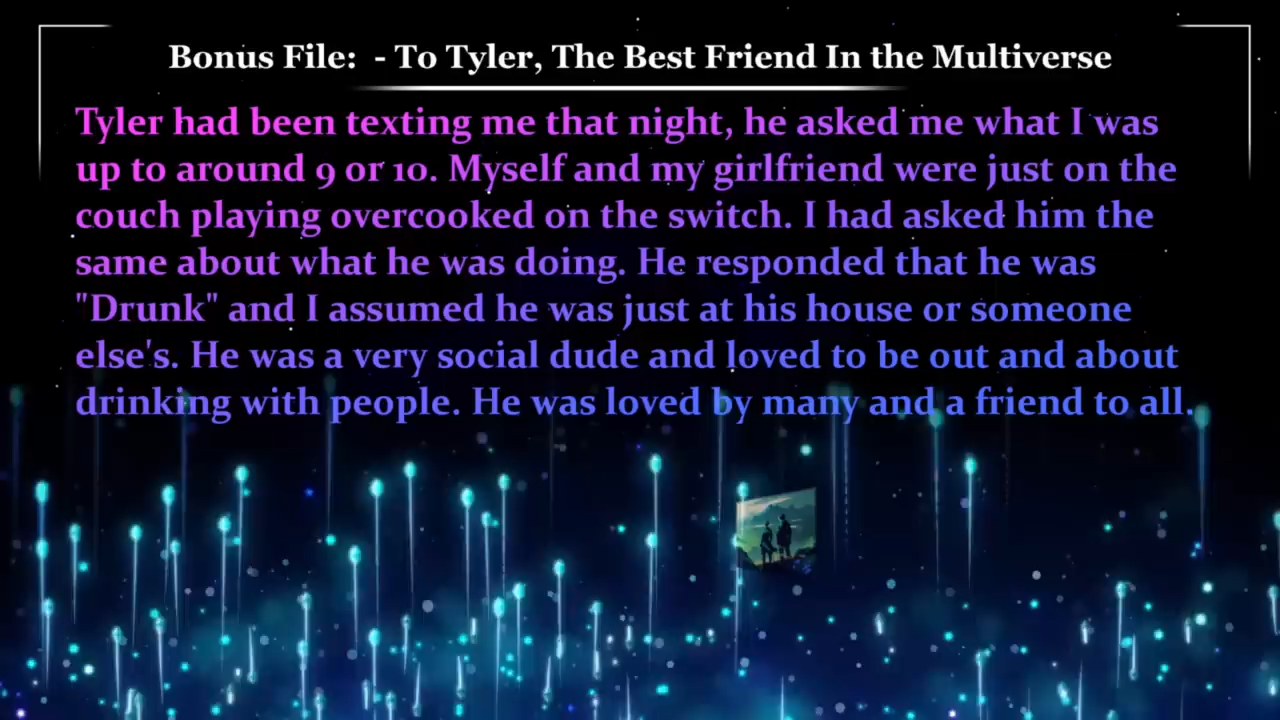 Bonus File:  - To Tyler, The Best Friend In the Multiverse
Tyler had been texting me that night, he asked me what I was
up to around 9 or 10. Myself and my girlfriend were just on the
couch playing overcooked on the switch. I had asked him the
same about what he was doing. He responded that he was
"Drunk" and I assumed he was just at his house or someone
else's. He was a very social dude and loved to be out and about
drinking with people. He was loved by many and a friend to all.